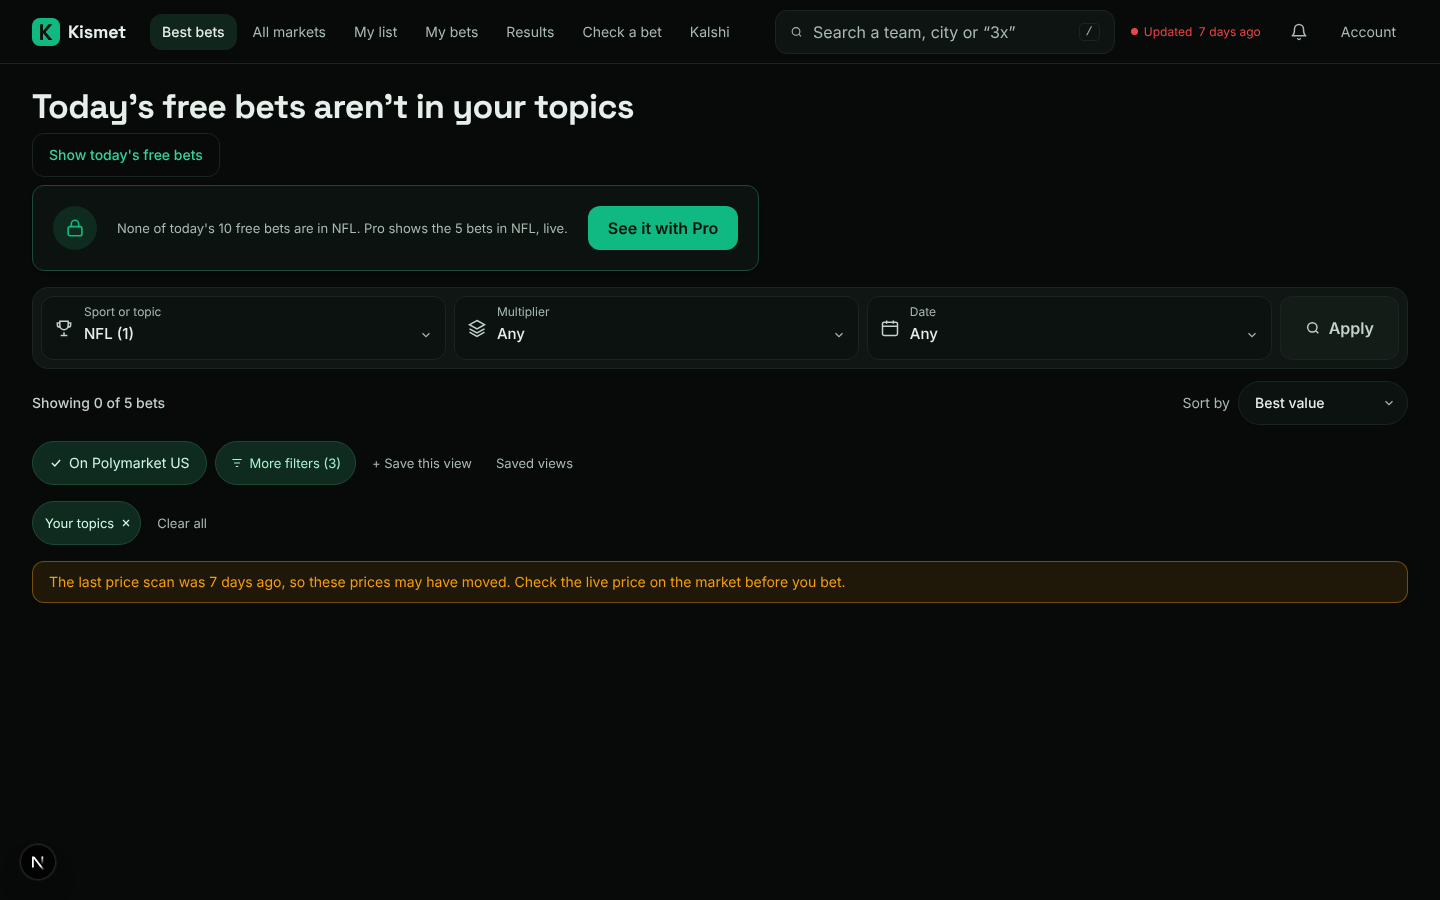 Kismet
Best bets
All markets
My list
My bets
Results
Check a bet
Kalshi
Search a team, city or “3x”
/
Updated 7 days ago
Account
Today’s free bets aren’t in your topics
Show today's free bets
None of today's 10 free bets are in NFL. Pro shows the 5 bets in NFL, live.
See it with Pro
Sport or topic
NFL (1)
Multiplier
Any
Date
Any
Apply
Showing 0 of 5 bets
Sort by
Best value
On Polymarket US
More filters (3)
+ Save this view
Saved views
Your topics ×
Clear all
The last price scan was 7 days ago, so these prices may have moved. Check the live price on the market before you bet.
N